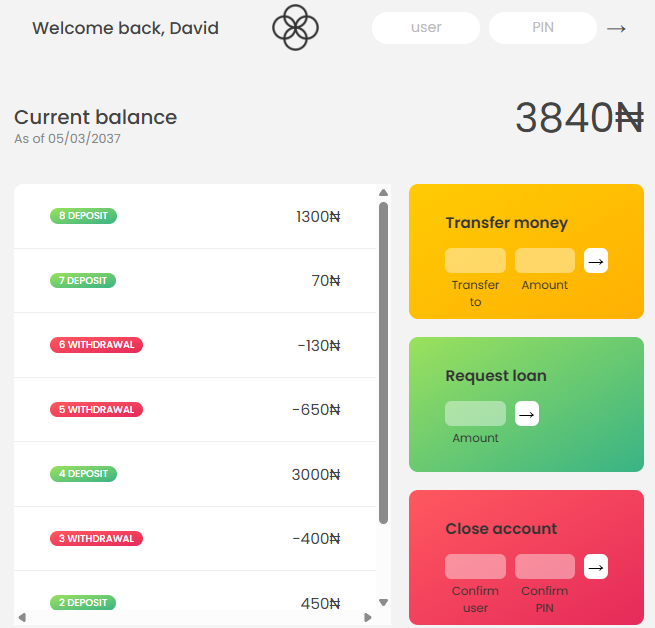 Welcome back, David
user
PIN
→
Current balance
3840₦
As of 05/03/2037
8 DEPOSIT
1300₦
7 DEPOSIT
70₦
6 WITHDRAWAL
-130₦
5 WITHDRAWAL
-650₦
4 DEPOSIT
3000₦
3 WITHDRAWAL
-400₦
2 DEPOSIT
450₦
Transfer money
→
Transfer
to
Amount
Request loan
→
Amount
Close account
→
Confirm
user
Confirm
PIN